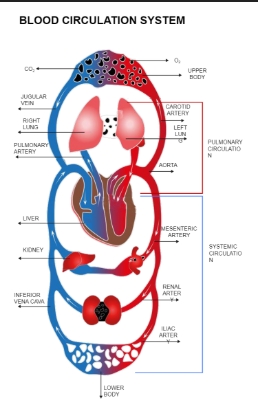 BLOOD CIRCULATION SYSTEM
CO₂
O₂
UPPER
BODY
JUGULAR
VEIN
CAROTID
ARTERY
RIGHT
LUNG
LEFT
LUN
G
PULMONARY
ARTERY
PULMONARY
CIRCULATIO
N
AORTA
LIVER
MESENTERIC
ARTERY
KIDNEY
SYSTEMIC
CIRCULATIO
N
INFERIOR
VENA CAVA
RENAL
ARTER
Y
ILIAC
ARTER
Y
LOWER
BODY